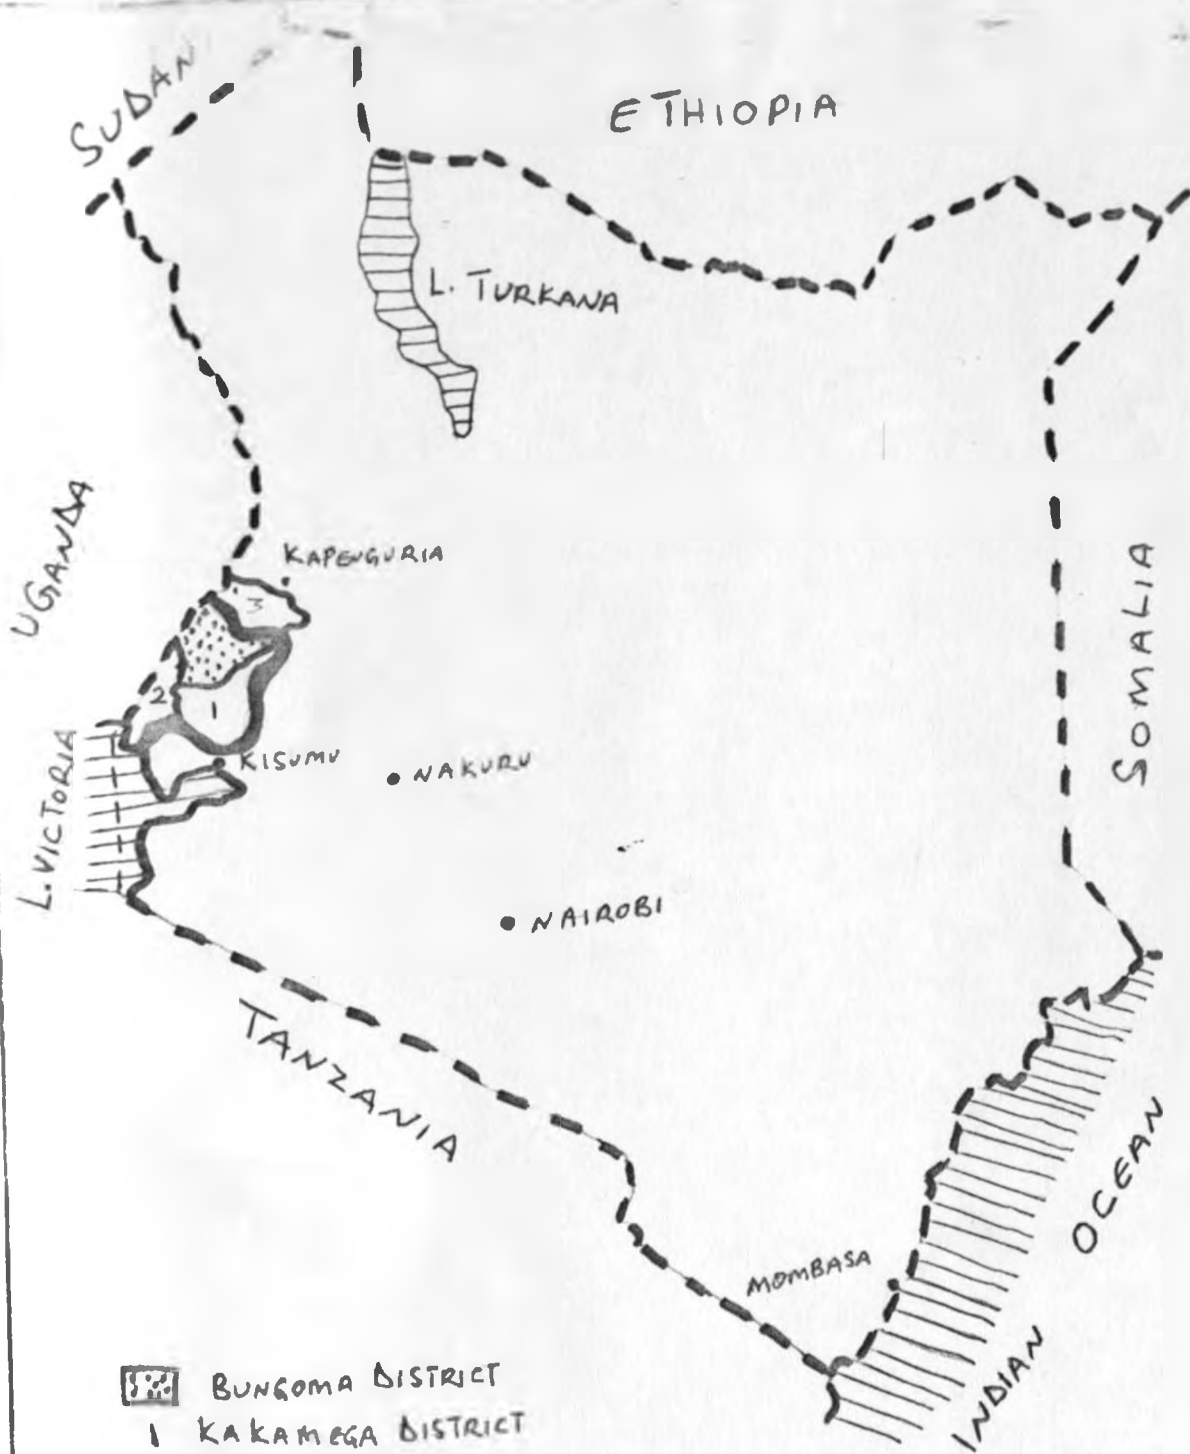 SUDAN
ETHIOPIA
L. TURKANA
UGANDA
KAPENGURIA
3
SOMALIA
2
1
KISUMU
NAKURU
L. VICTORIA
NAIROBI
TANZANIA
OCEAN
MOMBASA
INDIAN
BUNGOMA DISTRICT
1 KAKAMEGA DISTRICT